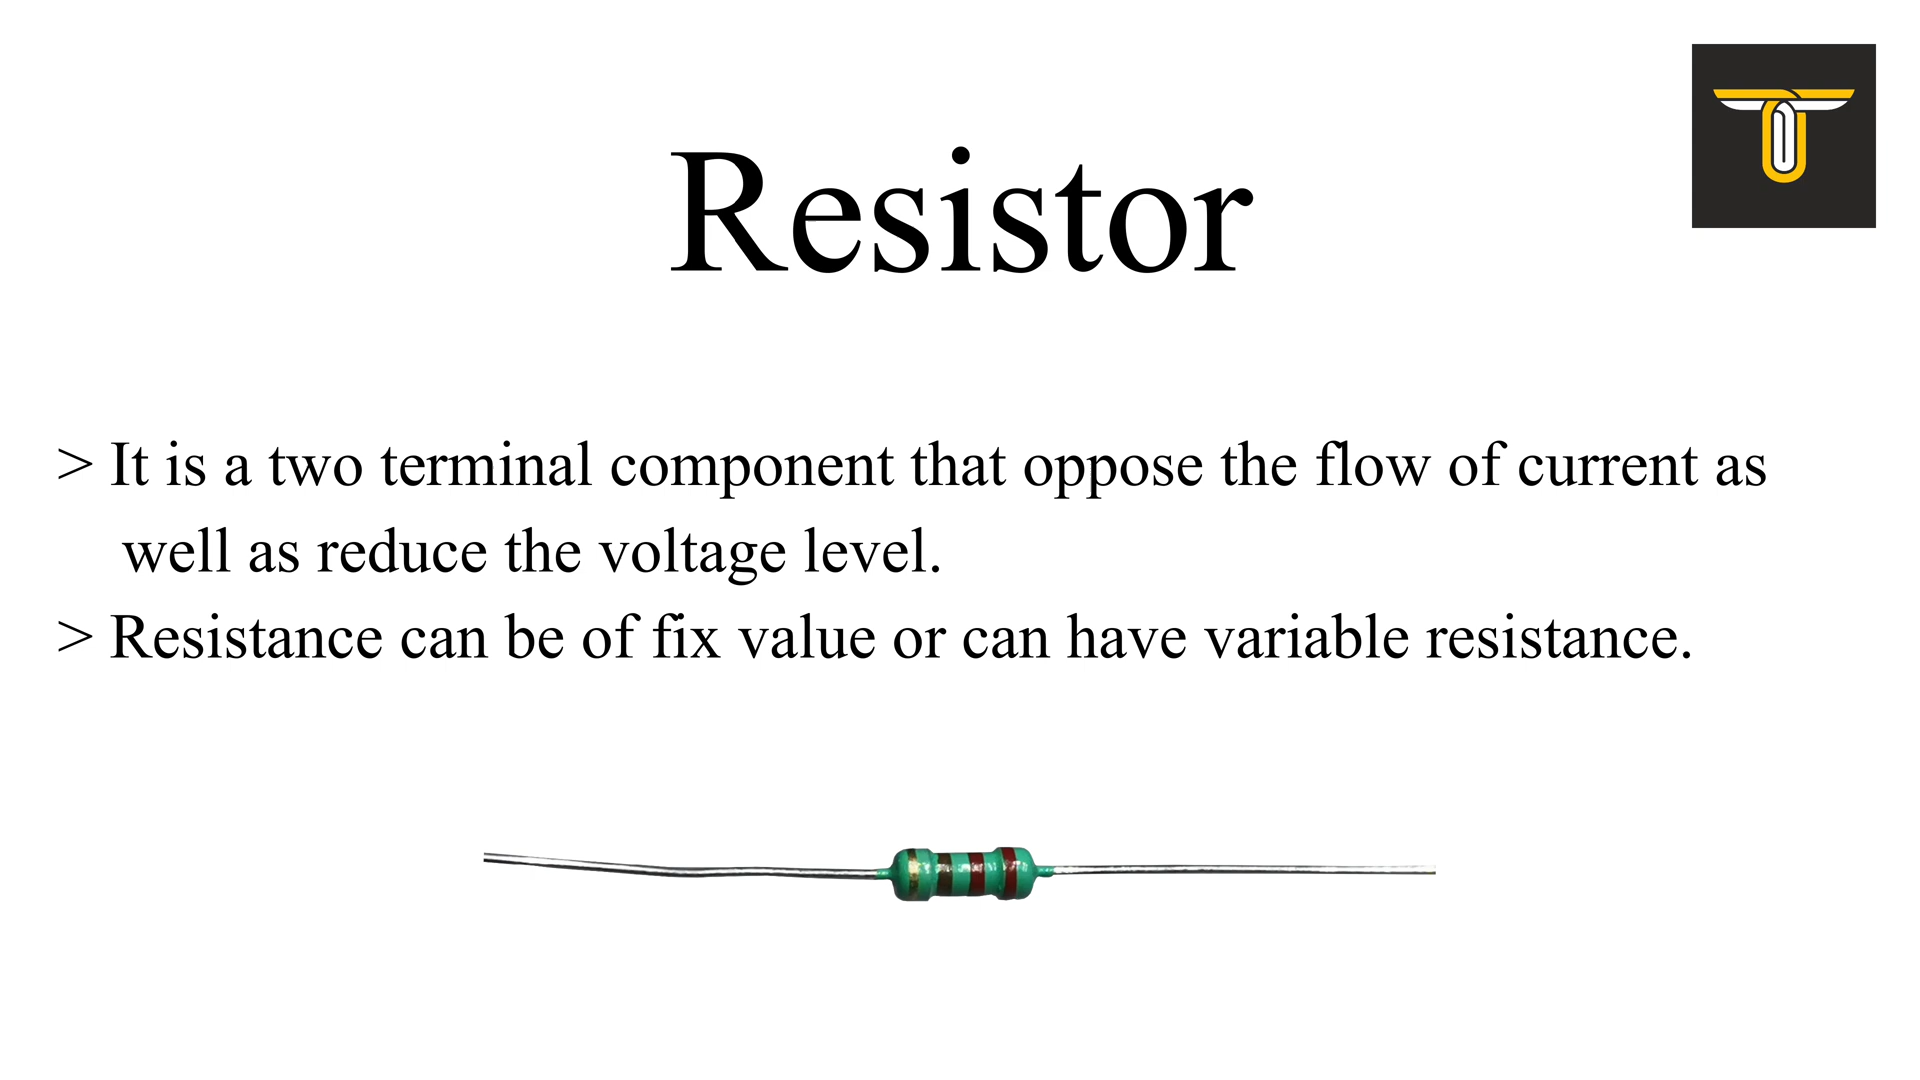 Resistor
> It is a two terminal component that oppose the flow of current as
well as reduce the voltage level.
> Resistance can be of fix value or can have variable resistance.